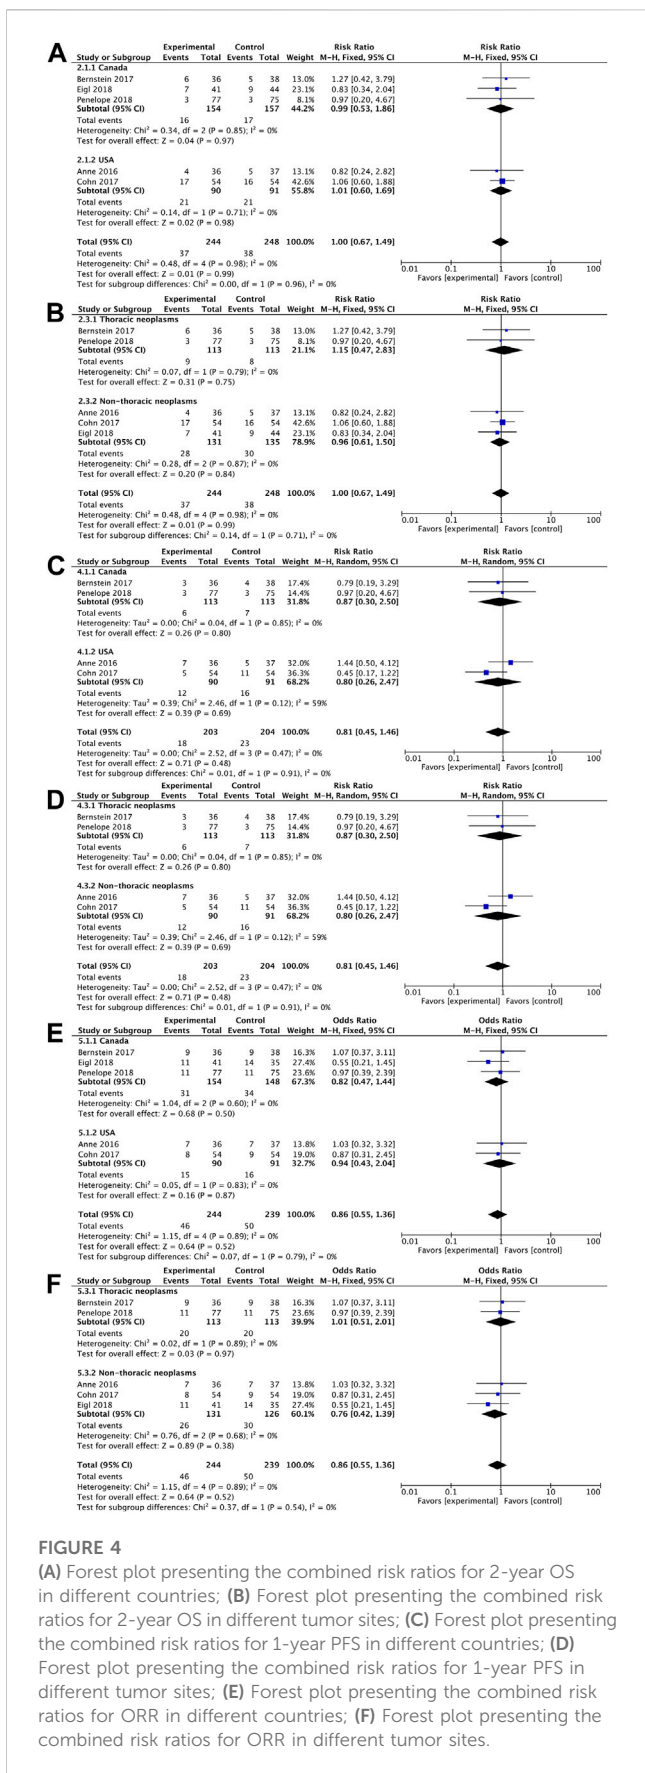 A
Experimental Control Risk Ratio Risk Ratio
Study or Subgroup Events Total Events Total Weight M-H, Fixed, 95% CI M-H, Fixed, 95% CI
2.1.1 Canada
Bernstein 2017 6 36 5 38 13.0% 1.27 [0.42, 3.79]
Eigl 2018 7 41 9 44 23.1% 0.83 [0.34, 2.04]
Penelope 2018 3 77 3 75 8.1% 0.97 [0.20, 4.67]
Subtotal (95% CI) 154 157 44.2% 0.99 [0.53, 1.86]
Total events 16 17
Heterogeneity: Chi² = 0.34, df = 2 (P = 0.85); I² = 0%
Test for overall effect: Z = 0.04 (P = 0.97)
2.1.2 USA
Anne 2016 4 36 5 37 13.1% 0.82 [0.24, 2.82]
Cohn 2017 17 54 16 54 42.6% 1.06 [0.60, 1.88]
Subtotal (95% CI) 90 91 55.8% 1.01 [0.60, 1.69]
Total events 21 21
Heterogeneity: Chi² = 0.14, df = 1 (P = 0.71); I² = 0%
Test for overall effect: Z = 0.02 (P = 0.98)
Total (95% CI) 244 248 100.0% 1.00 [0.67, 1.49]
Total events 37 38
Heterogeneity: Chi² = 0.48, df = 4 (P = 0.98); I² = 0%
Test for overall effect: Z = 0.01 (P = 0.99)
Test for subgroup differences: Chi² = 0.00, df = 1 (P = 0.96), I² = 0%
0.01 0.1 1 10 100
Favors [experimental] Favors [control]
B
Experimental Control Risk Ratio Risk Ratio
Study or Subgroup Events Total Events Total Weight M-H, Fixed, 95% CI M-H, Fixed, 95% CI
2.3.1 Thoracic neoplasms
Bernstein 2017 6 36 5 38 13.0% 1.27 [0.42, 3.79]
Penelope 2018 3 77 3 75 8.1% 0.97 [0.20, 4.67]
Subtotal (95% CI) 113 113 21.1% 1.15 [0.47, 2.83]
Total events 9 8
Heterogeneity: Chi² = 0.07, df = 1 (P = 0.79); I² = 0%
Test for overall effect: Z = 0.31 (P = 0.75)
2.3.2 Non-thoracic neoplasms
Anne 2016 4 36 5 37 13.1% 0.82 [0.24, 2.82]
Cohn 2017 17 54 16 54 42.6% 1.06 [0.60, 1.88]
Eigl 2018 7 41 9 44 23.1% 0.83 [0.34, 2.04]
Subtotal (95% CI) 131 135 78.9% 0.96 [0.61, 1.50]
Total events 28 30
Heterogeneity: Chi² = 0.28, df = 2 (P = 0.87); I² = 0%
Test for overall effect: Z = 0.20 (P = 0.84)
Total (95% CI) 244 248 100.0% 1.00 [0.67, 1.49]
Total events 37 38
Heterogeneity: Chi² = 0.48, df = 4 (P = 0.98); I² = 0%
Test for overall effect: Z = 0.01 (P = 0.99)
Test for subgroup differences: Chi² = 0.14, df = 1 (P = 0.71), I² = 0%
0.01 0.1 1 10 100
Favors [experimental] Favors [control]
C
Experimental Control Risk Ratio Risk Ratio
Study or Subgroup Events Total Events Total Weight M-H, Random, 95% CI M-H, Random, 95% CI
4.1.1 Canada
Bernstein 2017 3 36 4 38 17.4% 0.79 [0.19, 3.29]
Penelope 2018 3 77 3 75 14.4% 0.97 [0.20, 4.67]
Subtotal (95% CI) 113 113 31.8% 0.87 [0.30, 2.50]
Total events 6 7
Heterogeneity: Tau² = 0.00; Chi² = 0.04, df = 1 (P = 0.85); I² = 0%
Test for overall effect: Z = 0.26 (P = 0.80)
4.1.2 USA
Anne 2016 7 36 5 37 32.0% 1.44 [0.50, 4.12]
Cohn 2017 5 54 11 54 36.3% 0.45 [0.17, 1.22]
Subtotal (95% CI) 90 91 68.2% 0.80 [0.26, 2.47]
Total events 12 16
Heterogeneity: Tau² = 0.39; Chi² = 2.46, df = 1 (P = 0.12); I² = 59%
Test for overall effect: Z = 0.39 (P = 0.69)
Total (95% CI) 203 204 100.0% 0.81 [0.45, 1.46]
Total events 18 23
Heterogeneity: Tau² = 0.00; Chi² = 2.52, df = 3 (P = 0.47); I² = 0%
Test for overall effect: Z = 0.71 (P = 0.48)
Test for subgroup differences: Chi² = 0.01, df = 1 (P = 0.91), I² = 0%
0.01 0.1 1 10 100
Favors [experimental] Favors [control]
D
Experimental Control Risk Ratio Risk Ratio
Study or Subgroup Events Total Events Total Weight M-H, Random, 95% CI M-H, Random, 95% CI
4.3.1 Thoracic neoplasms
Bernstein 2017 3 36 4 38 17.4% 0.79 [0.19, 3.29]
Penelope 2018 3 77 3 75 14.4% 0.97 [0.20, 4.67]
Subtotal (95% CI) 113 113 31.8% 0.87 [0.30, 2.50]
Total events 6 7
Heterogeneity: Tau² = 0.00; Chi² = 0.04, df = 1 (P = 0.85); I² = 0%
Test for overall effect: Z = 0.26 (P = 0.80)
4.3.2 Non-thoracic neoplasms
Anne 2016 7 36 5 37 32.0% 1.44 [0.50, 4.12]
Cohn 2017 5 54 11 54 36.3% 0.45 [0.17, 1.22]
Subtotal (95% CI) 90 91 68.2% 0.80 [0.26, 2.47]
Total events 12 16
Heterogeneity: Tau² = 0.39; Chi² = 2.46, df = 1 (P = 0.12); I² = 59%
Test for overall effect: Z = 0.39 (P = 0.69)
Total (95% CI) 203 204 100.0% 0.81 [0.45, 1.46]
Total events 18 23
Heterogeneity: Tau² = 0.00; Chi² = 2.52, df = 3 (P = 0.47); I² = 0%
Test for overall effect: Z = 0.71 (P = 0.48)
Test for subgroup differences: Chi² = 0.01, df = 1 (P = 0.91), I² = 0%
0.01 0.1 1 10 100
Favors [experimental] Favors [control]
E
Experimental Control Odds Ratio Odds Ratio
Study or Subgroup Events Total Events Total Weight M-H, Fixed, 95% CI M-H, Fixed, 95% CI
5.1.1 Canada
Bernstein 2017 9 36 9 38 16.3% 1.07 [0.37, 3.11]
Eigl 2018 11 41 14 35 27.4% 0.55 [0.21, 1.45]
Penelope 2018 11 77 11 75 23.6% 0.97 [0.39, 2.39]
Subtotal (95% CI) 154 148 67.3% 0.82 [0.47, 1.44]
Total events 31 34
Heterogeneity: Chi² = 1.04, df = 2 (P = 0.60); I² = 0%
Test for overall effect: Z = 0.68 (P = 0.50)
5.1.2 USA
Anne 2016 7 36 7 37 13.8% 1.03 [0.32, 3.32]
Cohn 2017 8 54 9 54 19.0% 0.87 [0.31, 2.45]
Subtotal (95% CI) 90 91 32.7% 0.94 [0.43, 2.04]
Total events 15 16
Heterogeneity: Chi² = 0.05, df = 1 (P = 0.83); I² = 0%
Test for overall effect: Z = 0.16 (P = 0.87)
Total (95% CI) 244 239 100.0% 0.86 [0.55, 1.36]
Total events 46 50
Heterogeneity: Chi² = 1.15, df = 4 (P = 0.89); I² = 0%
Test for overall effect: Z = 0.64 (P = 0.52)
Test for subgroup differences: Chi² = 0.07, df = 1 (P = 0.79), I² = 0%
0.01 0.1 1 10 100
Favors [experimental] Favors [control]
F
Experimental Control Odds Ratio Odds Ratio
Study or Subgroup Events Total Events Total Weight M-H, Fixed, 95% CI M-H, Fixed, 95% CI
5.3.1 Thoracic neoplasms
Bernstein 2017 9 36 9 38 16.3% 1.07 [0.37, 3.11]
Penelope 2018 11 77 11 75 23.6% 0.97 [0.39, 2.39]
Subtotal (95% CI) 113 113 39.9% 1.01 [0.51, 2.01]
Total events 20 20
Heterogeneity: Chi² = 0.02, df = 1 (P = 0.89); I² = 0%
Test for overall effect: Z = 0.03 (P = 0.97)
5.3.2 Non-thoracic neoplasms
Anne 2016 7 36 7 37 13.8% 1.03 [0.32, 3.32]
Cohn 2017 8 54 9 54 19.0% 0.87 [0.31, 2.45]
Eigl 2018 11 41 14 35 27.4% 0.55 [0.21, 1.45]
Subtotal (95% CI) 131 126 60.1% 0.76 [0.42, 1.39]
Total events 26 30
Heterogeneity: Chi² = 0.76, df = 2 (P = 0.68); I² = 0%
Test for overall effect: Z = 0.89 (P = 0.38)
Total (95% CI) 244 239 100.0% 0.86 [0.55, 1.36]
Total events 46 50
Heterogeneity: Chi² = 1.15, df = 4 (P = 0.89); I² = 0%
Test for overall effect: Z = 0.64 (P = 0.52)
Test for subgroup differences: Chi² = 0.37, df = 1 (P = 0.54), I² = 0%
0.01 0.1 1 10 100
Favors [experimental] Favors [control]
FIGURE 4
(A) Forest plot presenting the combined risk ratios for 2-year OS
in different countries; (B) Forest plot presenting the combined risk
ratios for 2-year OS in different tumor sites; (C) Forest plot presenting
the combined risk ratios for 1-year PFS in different countries; (D)
Forest plot presenting the combined risk ratios for 1-year PFS in
different tumor sites; (E) Forest plot presenting the combined risk
ratios for ORR in different countries; (F) Forest plot presenting the
combined risk ratios for ORR in different tumor sites.